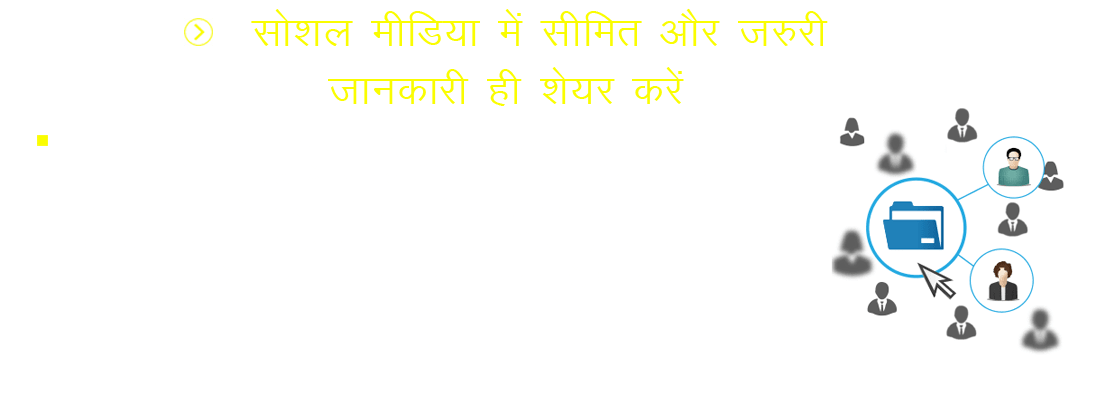 सोशल मीडिया में सीमित और जरुरी
जानकारी ही शेयर करें